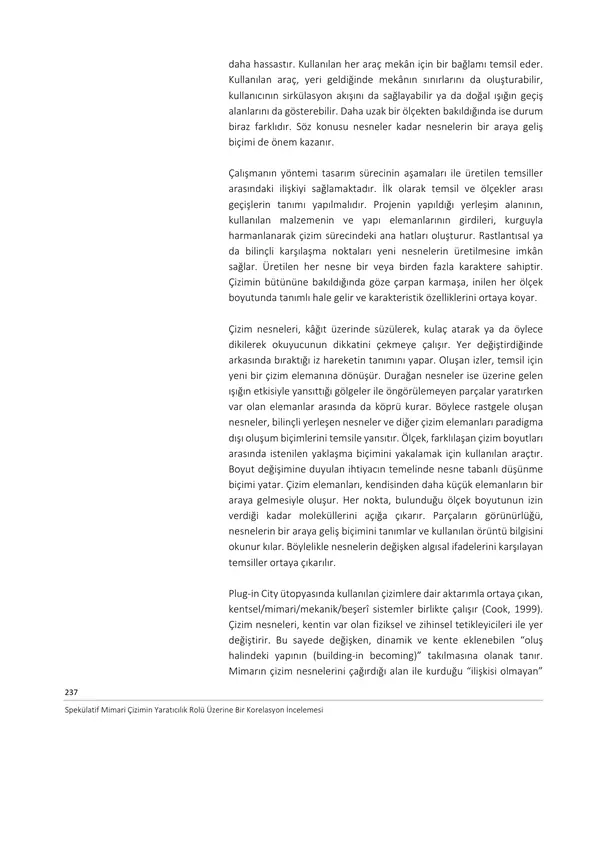 daha hassastır. Kullanılan her araç mekân için bir bağlamı temsil eder.
Kullanılan araç, yeri geldiğinde mekânın sınırlarını da oluşturabilir,
kullanıcının sirkülasyon akışını da sağlayabilir ya da doğal ışığın geçiş
alanlarını da gösterebilir. Daha uzak bir ölçekten bakıldığında ise durum
biraz farklıdır. Söz konusu nesneler kadar nesnelerin bir araya geliş
biçimi de önem kazanır.
Çalışmanın yöntemi tasarım sürecinin aşamaları ile üretilen temsiller
arasındaki ilişkiyi sağlamaktadır. İlk olarak temsil ve ölçekler arası
geçişlerin tanımı yapılmalıdır. Projenin yapıldığı yerleşim alanının,
kullanılan malzemenin ve yapı elemanlarının girdileri, kurguyla
harmanlanarak çizim sürecindeki ana hatları oluşturur. Rastlantısal ya
da bilinçli karşılaşma noktaları yeni nesnelerin üretilmesine imkân
sağlar. Üretilen her nesne bir veya birden fazla karaktere sahiptir.
Çizimin bütününe bakıldığında göze çarpan karmaşa, inilen her ölçek
boyutunda tanımlı hale gelir ve karakteristik özelliklerini ortaya koyar.
Çizim nesneleri, kâğıt üzerinde süzülerek, kulaç atarak ya da öylece
dikilerek okuyucunun dikkatini çekmeye çalışır. Yer değiştirdiğinde
arkasında bıraktığı iz hareketin tanımını yapar. Oluşan izler, temsil için
yeni bir çizim elemanına dönüşür. Durağan nesneler ise üzerine gelen
ışığın etkisiyle yansıttığı gölgeler ile öngörülemeyen parçalar yaratırken
var olan elemanlar arasında da köprü kurar. Böylece rastgele oluşan
nesneler, bilinçli yerleşen nesneler ve diğer çizim elemanları paradigma
dışı oluşum biçimlerini temsile yansıtır. Ölçek, farklılaşan çizim boyutları
arasında istenilen yaklaşma biçimini yakalamak için kullanılan araçtır.
Boyut değişimine duyulan ihtiyacın temelinde nesne tabanlı düşünme
biçimi yatar. Çizim elemanları, kendisinden daha küçük elemanların bir
araya gelmesiyle oluşur. Her nokta, bulunduğu ölçek boyutunun izin
verdiği kadar moleküllerini açığa çıkarır. Parçaların görünürlüğü,
nesnelerin bir araya geliş biçimini tanımlar ve kullanılan örüntü bilgisini
okunur kılar. Böylelikle nesnelerin değişken algısal ifadelerini karşılayan
temsiller ortaya çıkarılır.
Plug-in City ütopyasında kullanılan çizimlere dair aktarımla ortaya çıkan,
kentsel/mimari/mekanik/beşerî sistemler birlikte çalışır (Cook, 1999).
Çizim nesneleri, kentin var olan fiziksel ve zihinsel tetikleyicileri ile yer
değiştirir. Bu sayede değişken, dinamik ve kente eklenebilen “oluş
halindeki yapının (building-in becoming)” takılmasına olanak tanır.
Mimarın çizim nesnelerini çağırdığı alan ile kurduğu “ilişkisi olmayan”
237
Spekülatif Mimari Çizimin Yaratıcılık Rolü Üzerine Bir Korelasyon İncelemesi